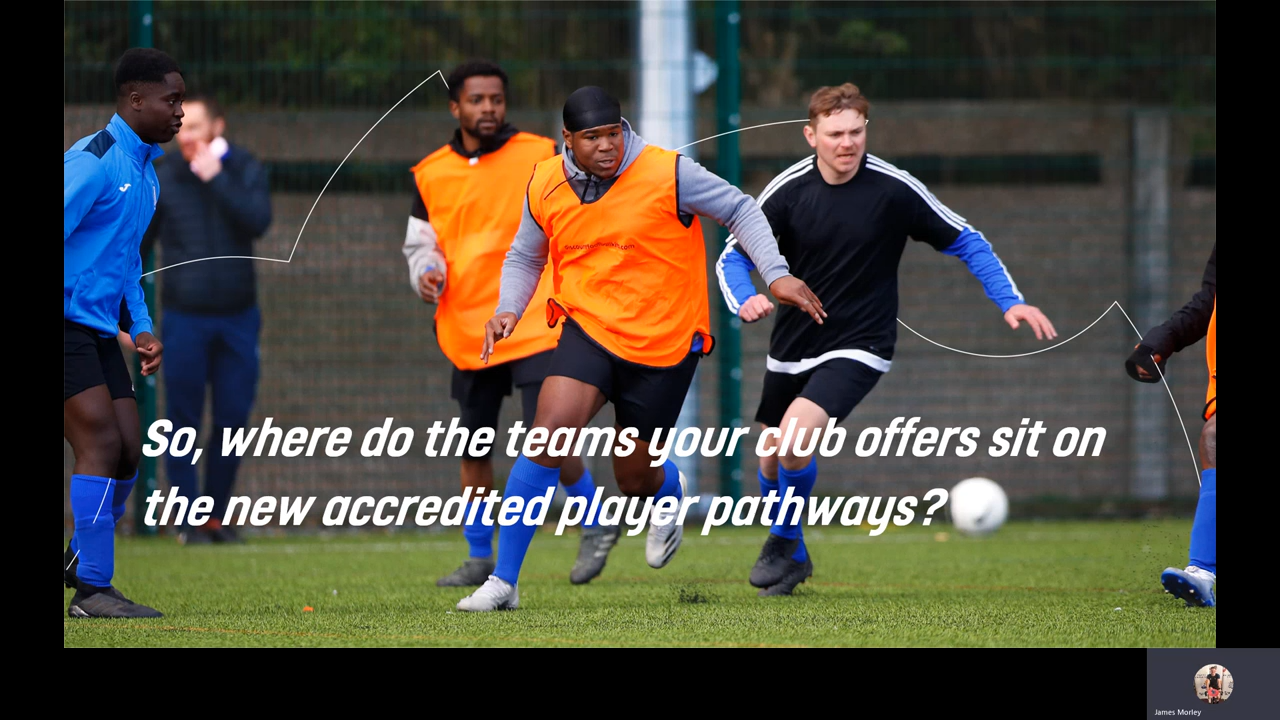 So, where do the teams your club offers sit on
the new accredited player pathways?
James Morley